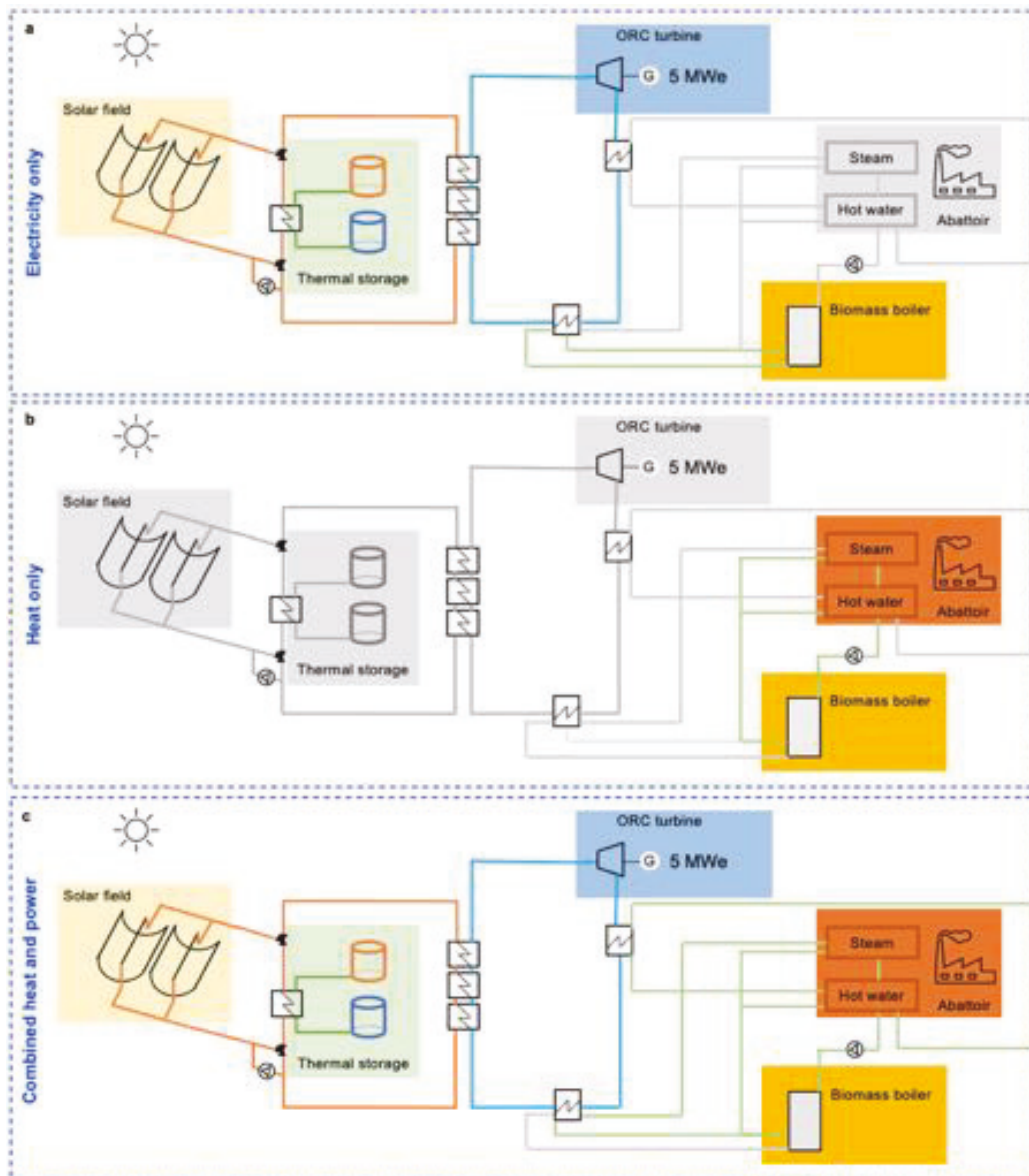 a
ORC turbine
G 5 MWe
Solar field
Steam
Hot water
Abattoir
Thermal storage
Biomass boiler
Electricity only
b
ORC turbine
G 5 MWe
Solar field
Steam
Hot water
Abattoir
Thermal storage
Biomass boiler
Heat only
c
ORC turbine
G 5 MWe
Solar field
Steam
Hot water
Abattoir
Thermal storage
Biomass boiler
Combined heat and power